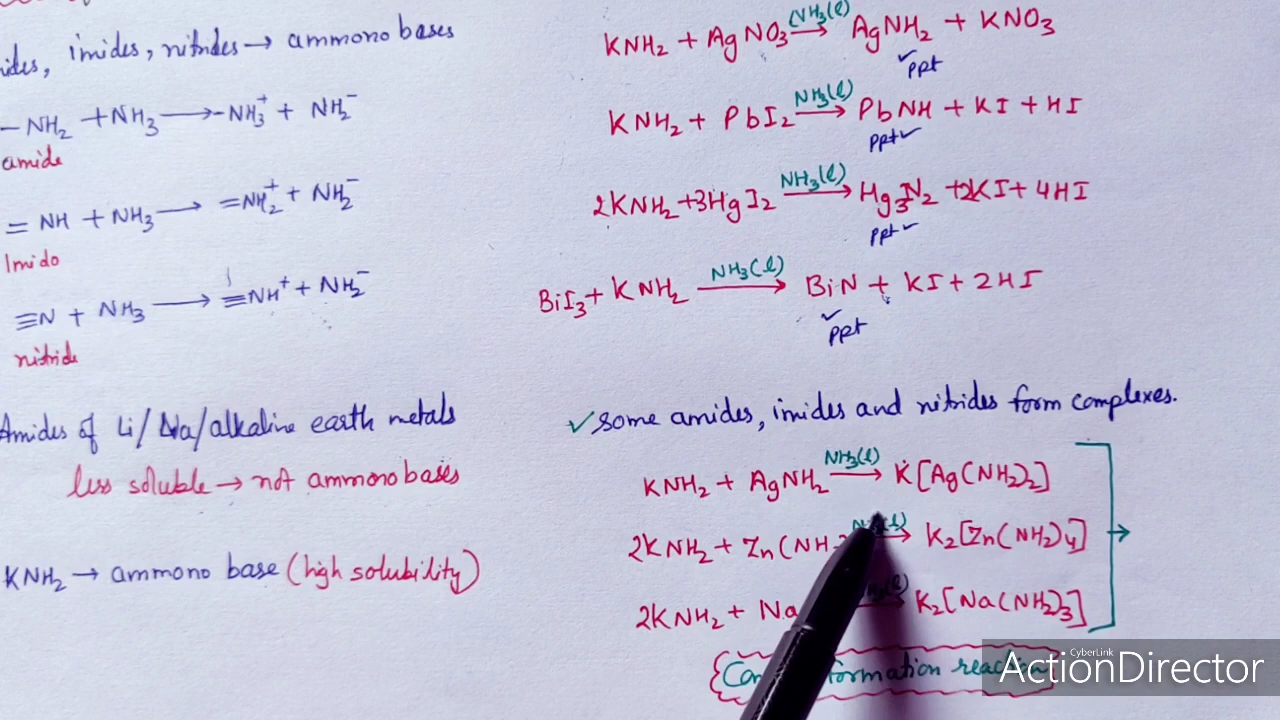 ides, imides, nitrides → ammono bases
-NH₂ + NH₃ → -NH₃⁺ + NH₂⁻
amide
= NH + NH₃ → =NH₂⁺ + NH₂⁻
Imido
≡N + NH₃ → ≡NH⁺ + NH₂⁻
nitride
Amides of Li/Na/alkaline earth metals
less soluble → not ammonobases
KNH₂ → ammono base (high solubility)
KNH₂ + AgNO₃ NH₃(l) → AgNH₂ + KNO₃
ppt
KNH₂ + PbI₂ NH₃(l) → PbNH + KI + HI
ppt
2KNH₂ + 3HgI₂ NH₃(l) → Hg₃N₂ + 2KI + 4HI
ppt
BiI₃ + KNH₂ NH₃(l) → BiN + KI + 2HI
ppt
✓ some amides, imides and nitrides form complexes.
KNH₂ + AgNH₂ NH₃(l) → K[Ag(NH₂)₂]
2KNH₂ + Zn(NH → K₂[Zn(NH₂)₄]
2KNH₂ + Na → K₂[Na(NH₂)₃]
formation reaction
CyberLink
ActionDirector